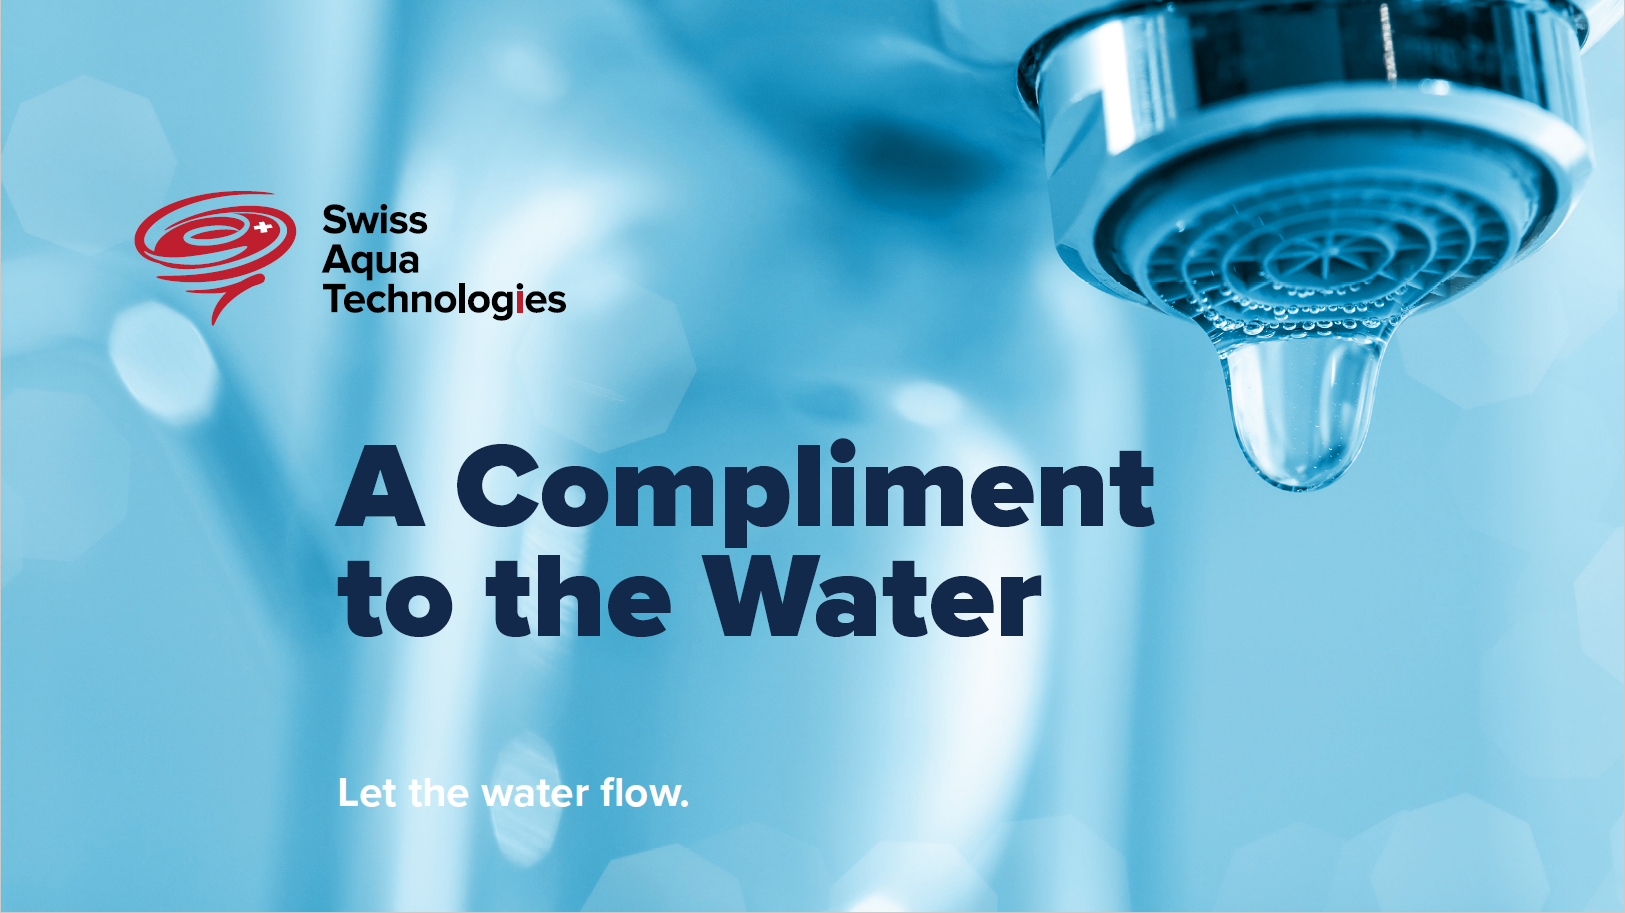 Swiss
Aqua
Technologies
A Compliment
to the Water
Let the water flow.